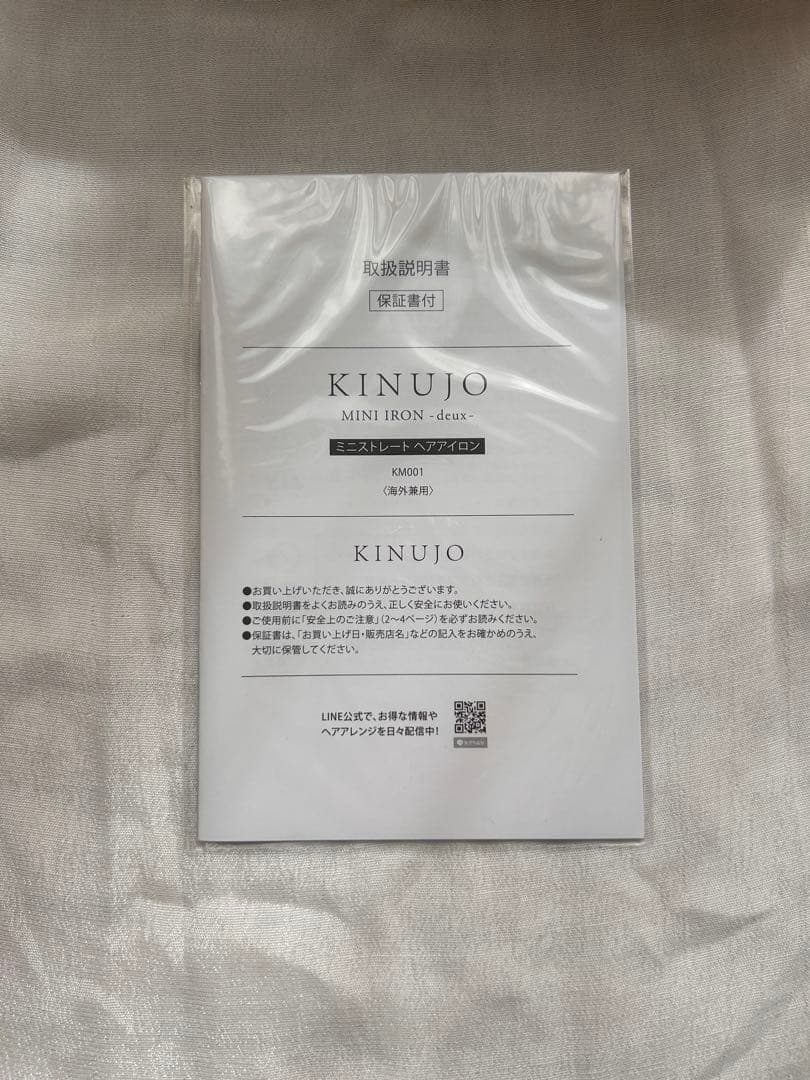 取扱説明書
保証書付
KINUJO
MINI IRON -deux-
ミニストレート ヘアアイロン
KM001
〈海外兼用〉
KINUJO
●お買い上げいただき、誠にありがとうございます。
●取扱説明書をよくお読みのうえ、正しく安全にお使いください。
●ご使用前に「安全上のご注意」（2〜4ページ）を必ずお読みください。
●保証書は、「お買い上げ日・販売店名」などの記入をお確かめのうえ、
大切に保管してください。
LINE公式で、お得な情報や
ヘアアレンジを日々配信中！